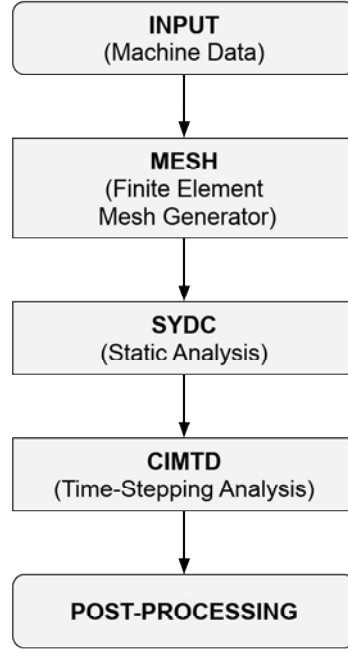 INPUT
(Machine Data)
MESH
(Finite Element
Mesh Generator)
SYDC
(Static Analysis)
CIMTD
(Time-Stepping Analysis)
POST-PROCESSING